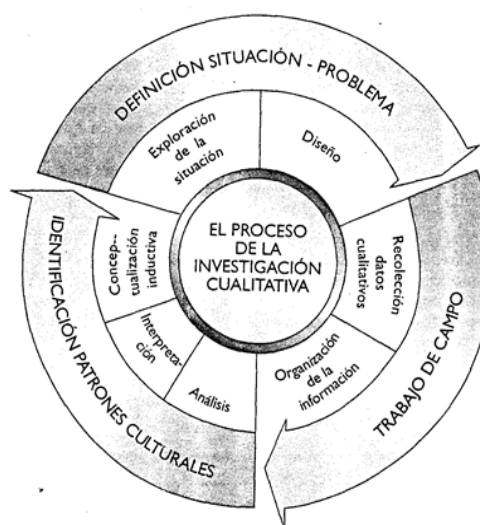 DEFINICIÓN SITUACIÓN - PROBLEMA
Exploración
de la
situación
Diseño
EL PROCESO
DE LA
INVESTIGACIÓN
CUALITATIVA
Recolección
datos
cualitativos
TRABAJO DE CAMPO
Organización
de la
información
Análisis
Interpreta-
ción
Concep--
tualización
inductiva
IDENTIFICACIÓN PATRONES CULTURALES